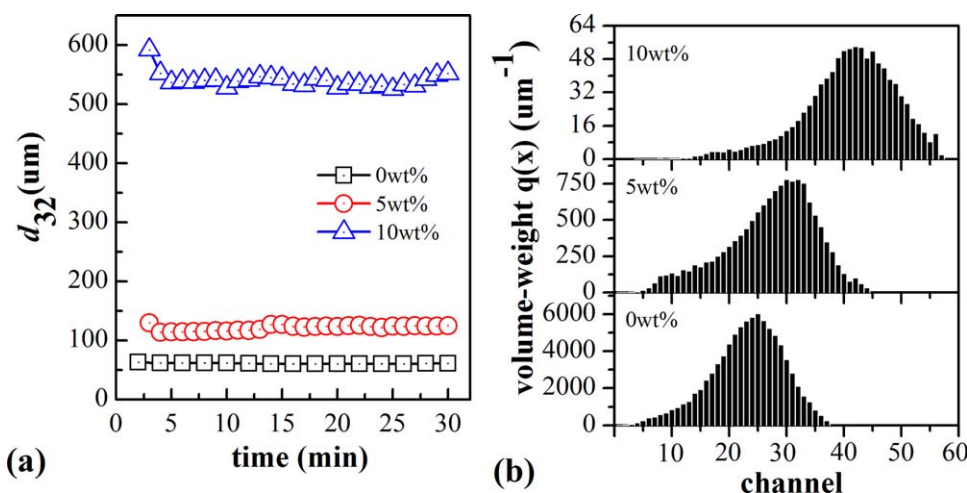 600
500
400
300
200
100
0
d32(um)
0wt%
5wt%
10wt%
0 5 10 15 20 25 30
time (min)
(a)
64
48
32
16
0
10wt%
750
500
250
0
5wt%
6000
4000
2000
0
0wt%
volume-weight q(x) (um-1)
10 20 30 40 50 60
channel
(b)